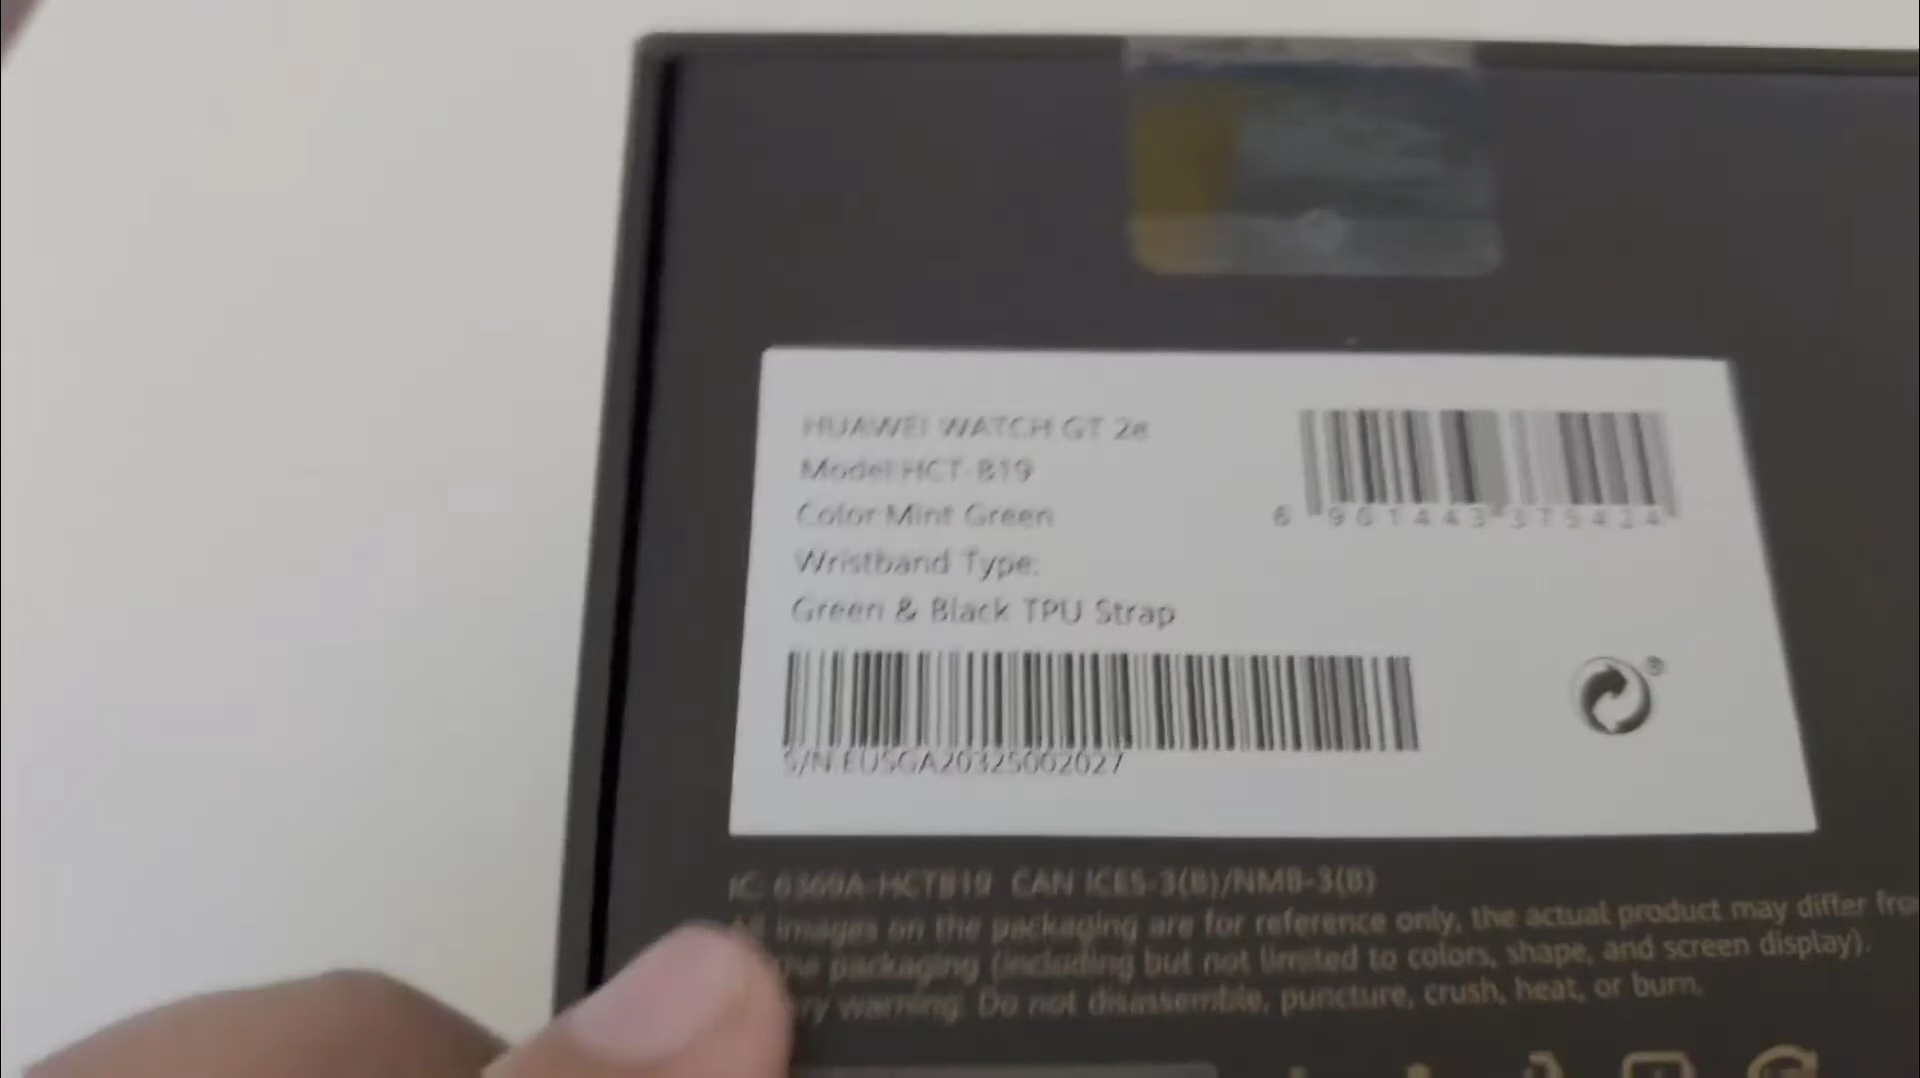 HUAWEI WATCH GT 2e
Model:HCT-B19
Color:Mint Green
Wristband Type:
Green & Black TPU Strap
6 901443 375424
S/N:EUSGA20325002027
®
IC: 6369A-HCTB19 CAN ICES-3(B)/NMB-3(B)
All images on the packaging are for reference only, the actual product may differ
packaging (including but not limited to colors, shape, and screen display).
warning: Do not disassemble, puncture, crush, heat, or burn.